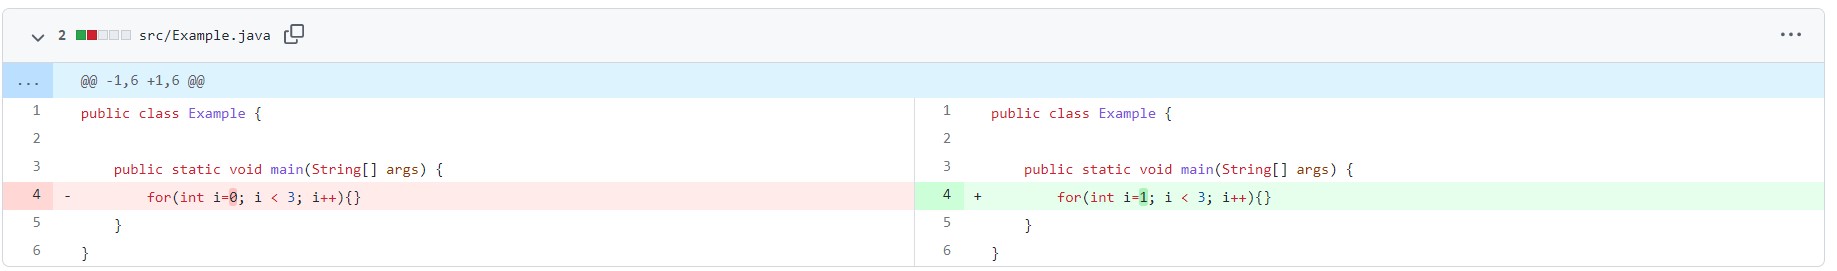 2 src/Example.java ...
... @@ -1,6 +1,6 @@
1 public class Example {
2
3 public static void main(String[] args) {
4 - for(int i=0; i < 3; i++){}
5 }
6 }
1 public class Example {
2
3 public static void main(String[] args) {
4 + for(int i=1; i < 3; i++){}
5 }
6 }